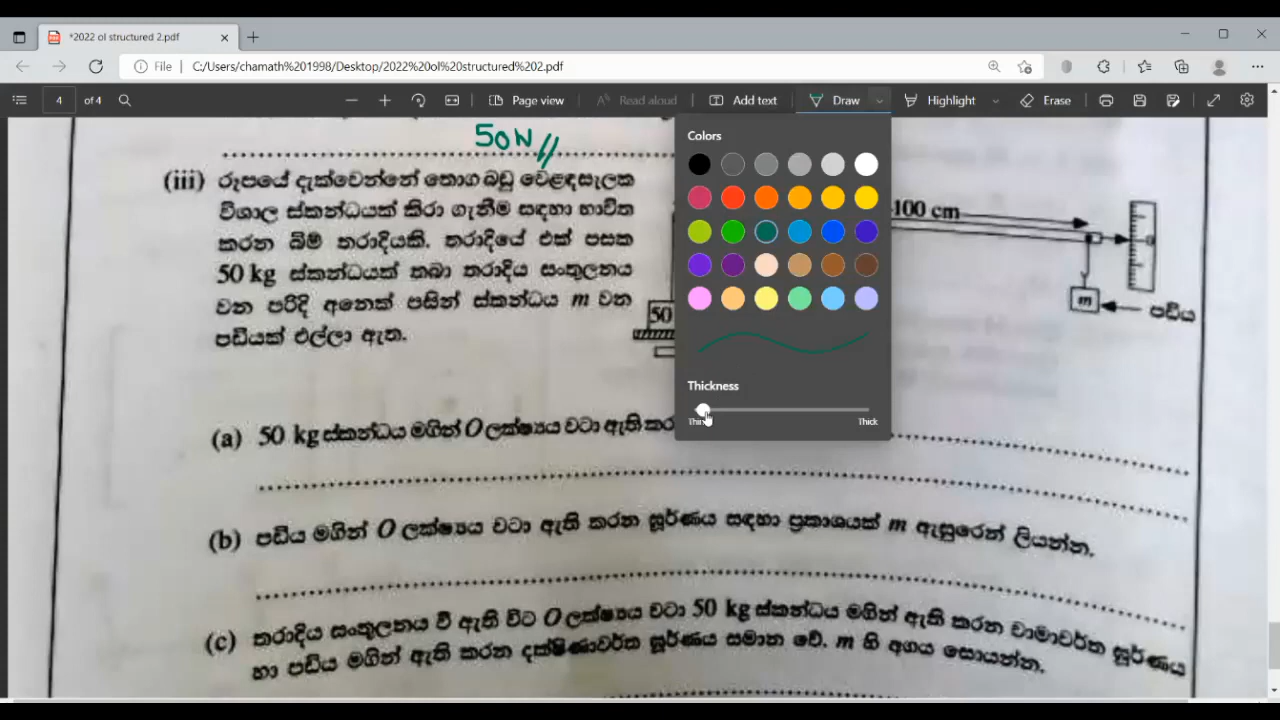 *2022 ol structured 2.pdf
File
C:/Users/chamath%201998/Desktop/2022%20ol%20structured%202.pdf
4 of 4
Page view
Read aloud
Add text
Draw
Highlight
Erase
50N
Colors
Thickness
Thin
Thick
(iii) රූපයේ දැක්වෙන්නේ තොග බඩු වෙළඳසැලක
විශාල ස්කන්ධයක් කිරා ගැනීම සඳහා භාවිත
කරන බිම් තරාදියකි. තරාදියේ එක් පසක
50 kg ස්කන්ධයක් තබා තරාදිය සංතුලනය
වන පරිදි අනෙක් පසින් ස්කන්ධය m වන
පඩියක් එල්ලා ඇත.
100 cm
50
m
පඩිය
(a) 50 kg ස්කන්ධය මගින් O ලක්ෂ්‍යය වටා ඇති කර
(b) පඩිය මගින් O ලක්ෂ්‍යය වටා ඇති කරන සූර්ණය සඳහා ප්‍රකාශයක් m ඇසුරෙන් ලියන්න.
(c) තරාදිය සංතුලනය වී ඇති විට O ලක්ෂ්‍යය වටා 50 kg ස්කන්ධය මගින් ඇති කරන වාමාවර්ත සූර්ණය
හා පඩිය මගින් ඇති කරන දක්ෂිණාවර්ත සූර්ණය සමාන වේ. m හි අගය සොයන්න.